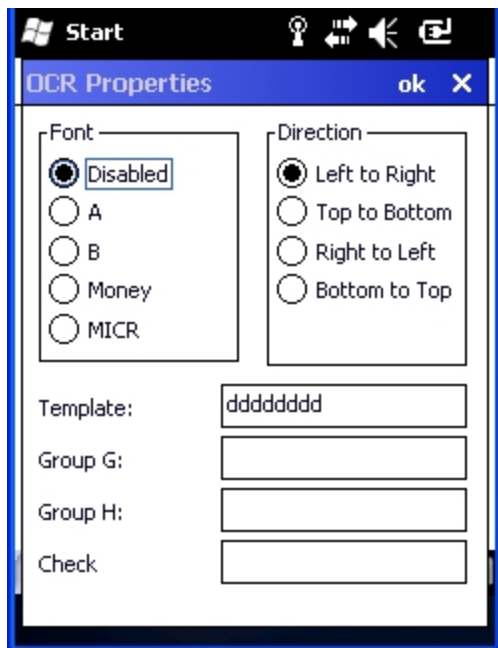 Start
OCR Properties ok X
Font
Disabled
A
B
Money
MICR
Direction
Left to Right
Top to Bottom
Right to Left
Bottom to Top
Template: dddddddd
Group G:
Group H:
Check